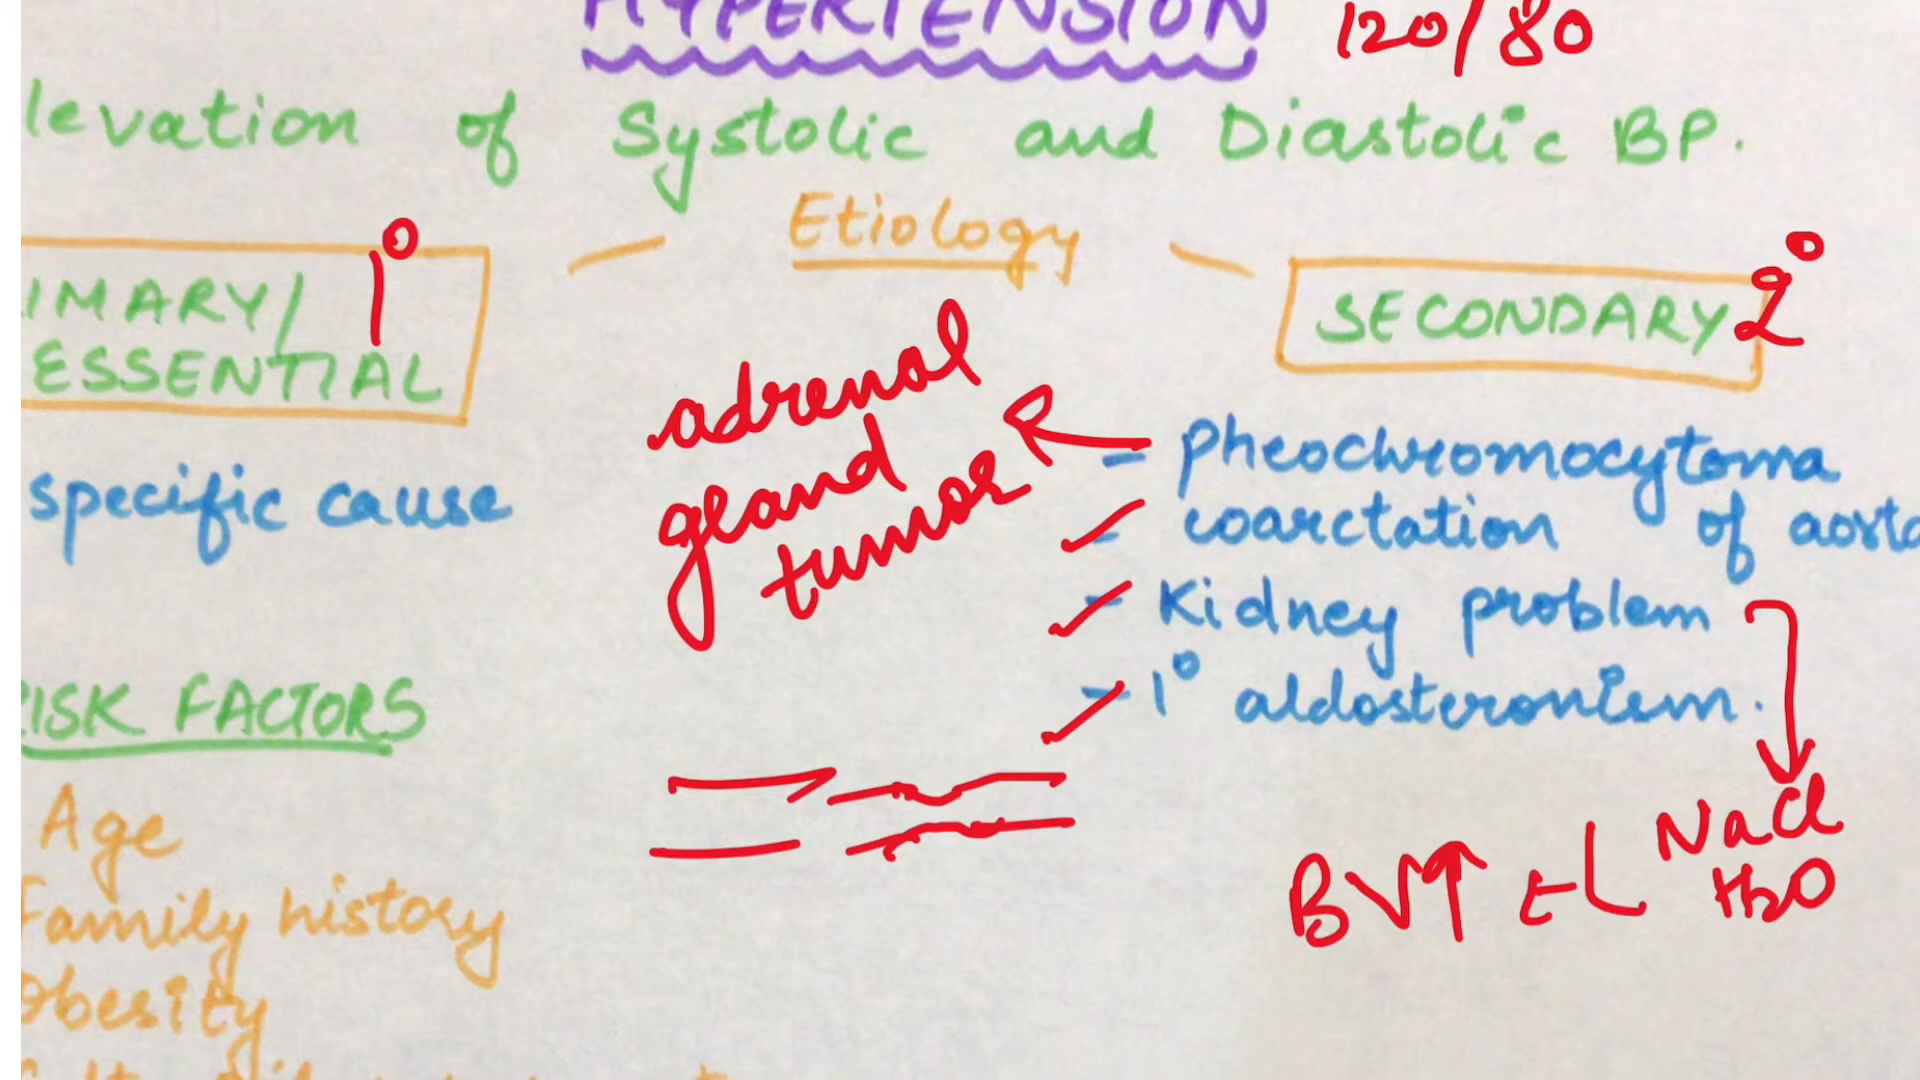 HYPERTENSION 120/80
levation of Systolic and Diastolic BP.
Etiology
IMARY/ 1°
ESSENTIAL
SECONDARY 2°
specific cause
adrenal
gland
tumor
- Pheochromocytoma
- coarctation of aorta
- Kidney problem
- 1° aldosteronism.
RISK FACTORS
NaCl
H2O
BV↑
Age
Family history
Obesity